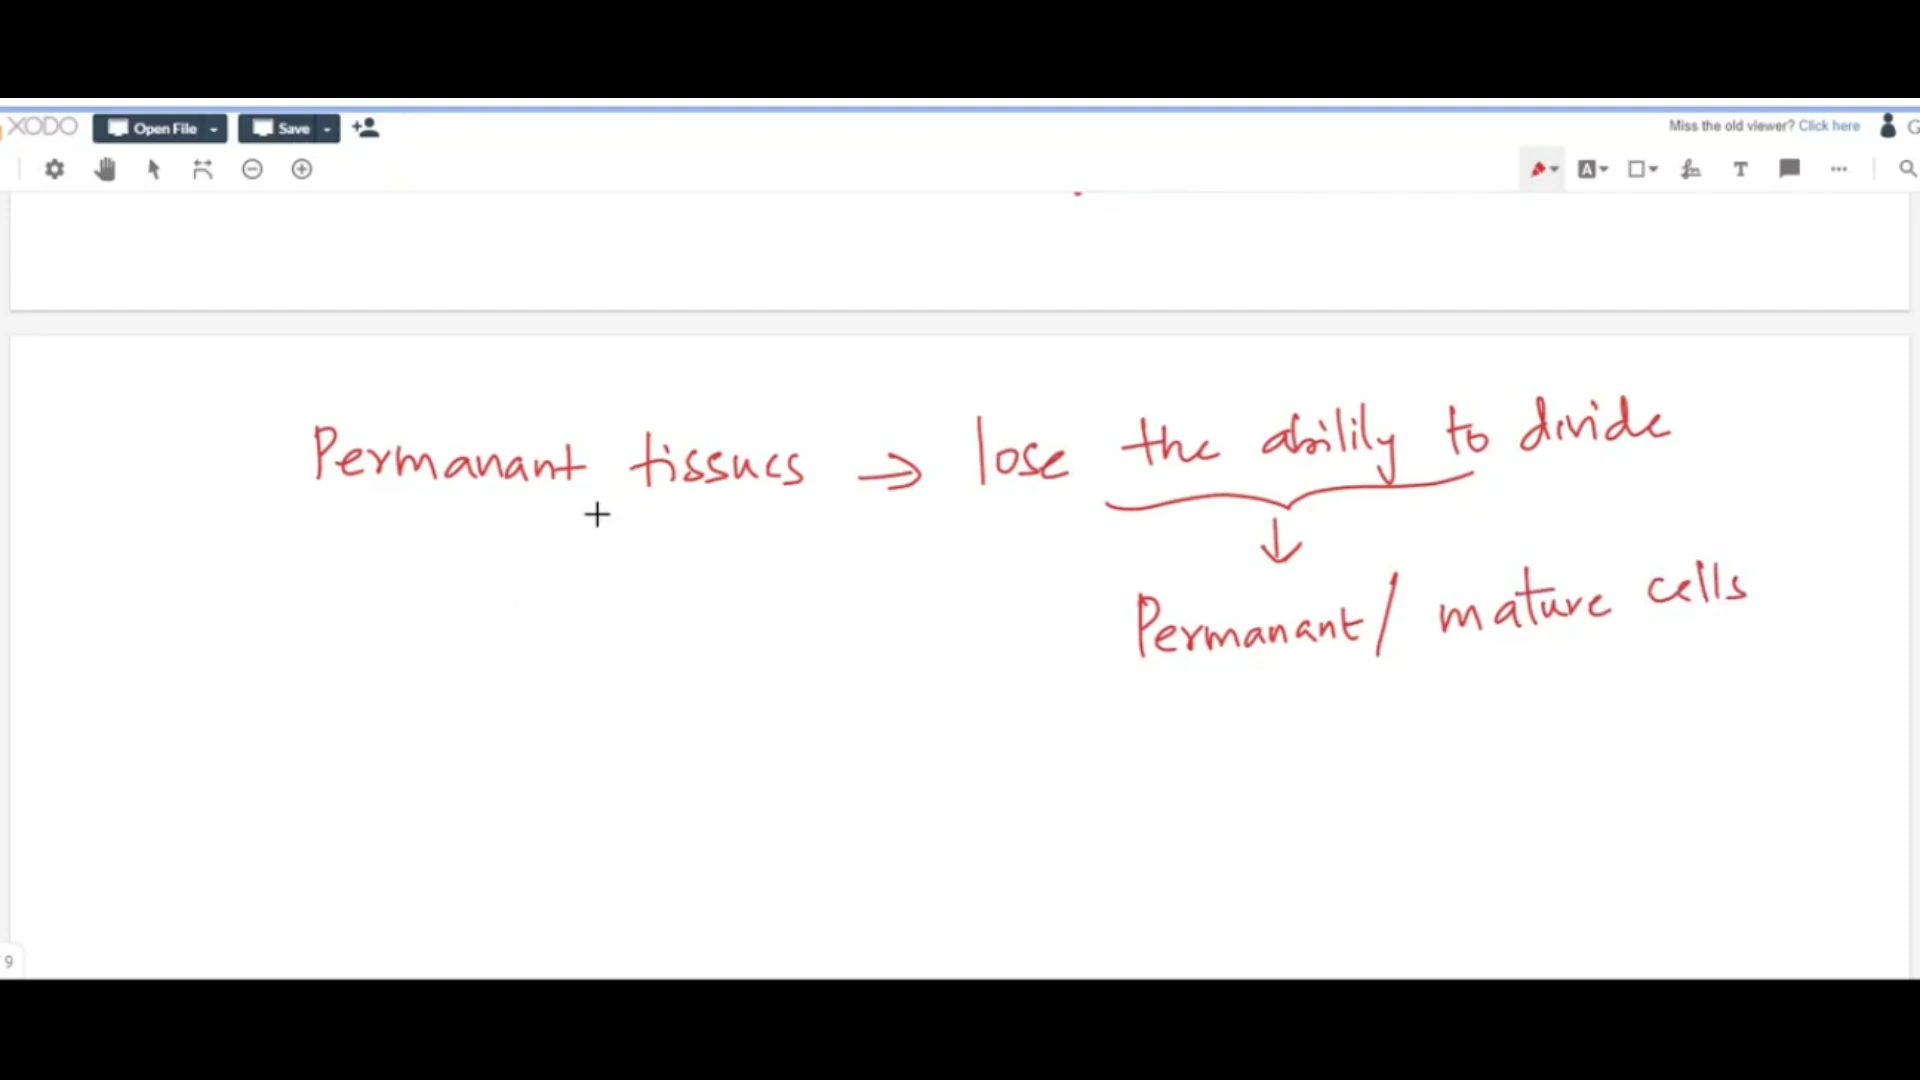 XODO Open File Save Miss the old viewer? Click here G
Permanant tissues → lose the ability to divide
↓
Permanant / mature cells
9